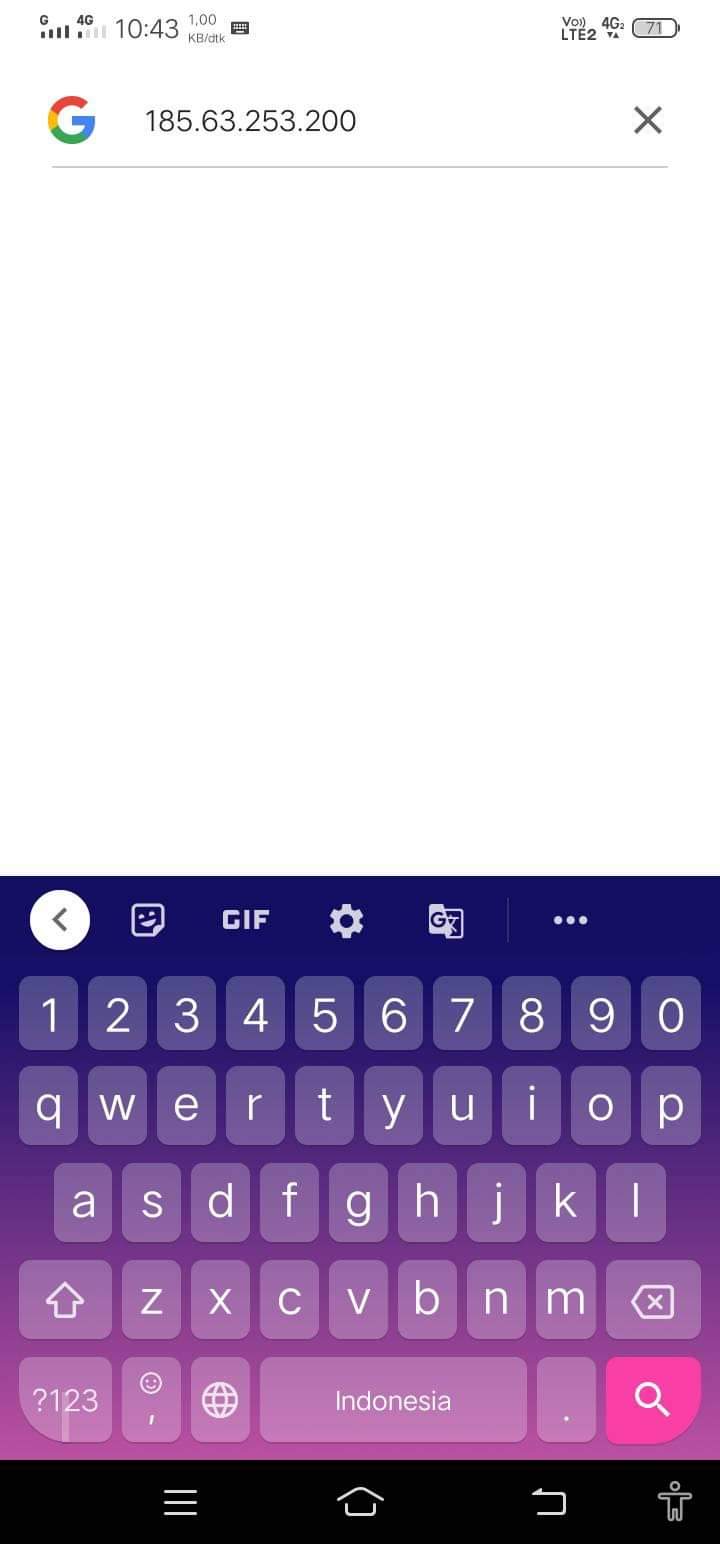 G 4G 10:43 1,00 KB/dtk Vo)) LTE2 4G2 71
185.63.253.200
GIF
1 2 3 4 5 6 7 8 9 0
q w e r t y u i o p
a s d f g h j k l
z x c v b n m
?123 , Indonesia .